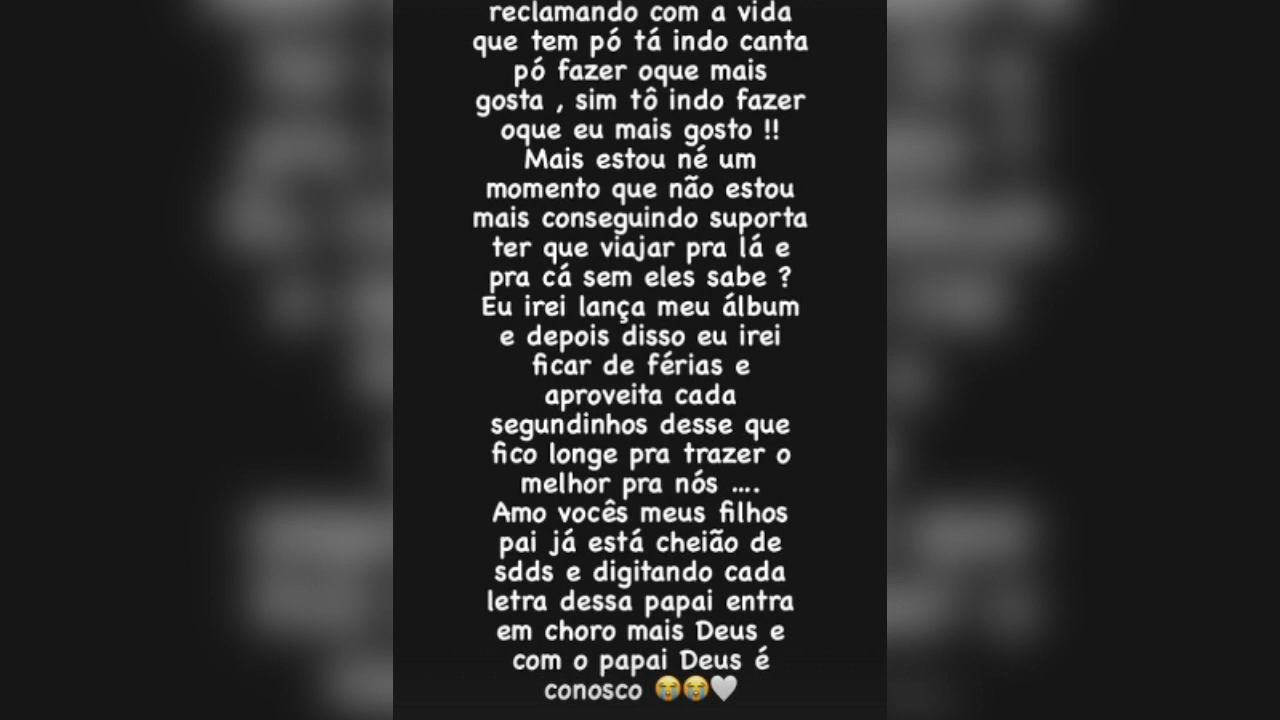 reclamando com a vida
que tem pó tá indo canta
pó fazer oque mais
gosta , sim tô indo fazer
oque eu mais gosto !!
Mais estou né um
momento que não estou
mais conseguindo suporta
ter que viajar pra lá e
pra cá sem eles sabe ?
Eu irei lança meu álbum
e depois disso eu irei
ficar de férias e
aproveita cada
segundinhos desse que
fico longe pra trazer o
melhor pra nós ....
Amo vocês meus filhos
pai já está cheião de
sdds e digitando cada
letra dessa papai entra
em choro mais Deus e
com o papai Deus é
conosco 😭😭🤍